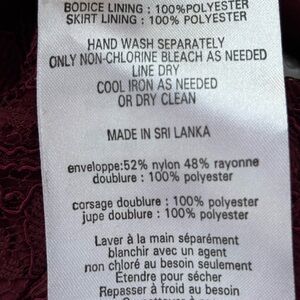 BODICE LINING : 100%POLYESTER
SKIRT LINING : 100% POLYESTER
HAND WASH SEPARATELY
ONLY NON-CHLORINE BLEACH AS NEEDED
LINE DRY
COOL IRON AS NEEDED
OR DRY CLEAN
MADE IN SRI LANKA
enveloppe:52% nylon 48% rayonne
doublure : 100% polyester
corsage doublure : 100% polyester
jupe doublure : 100% polyester
Laver à la main séparément
blanchir avec un agent
non chloré au besoin seulement
Étendre pour sécher
Repasser à froid au besoin